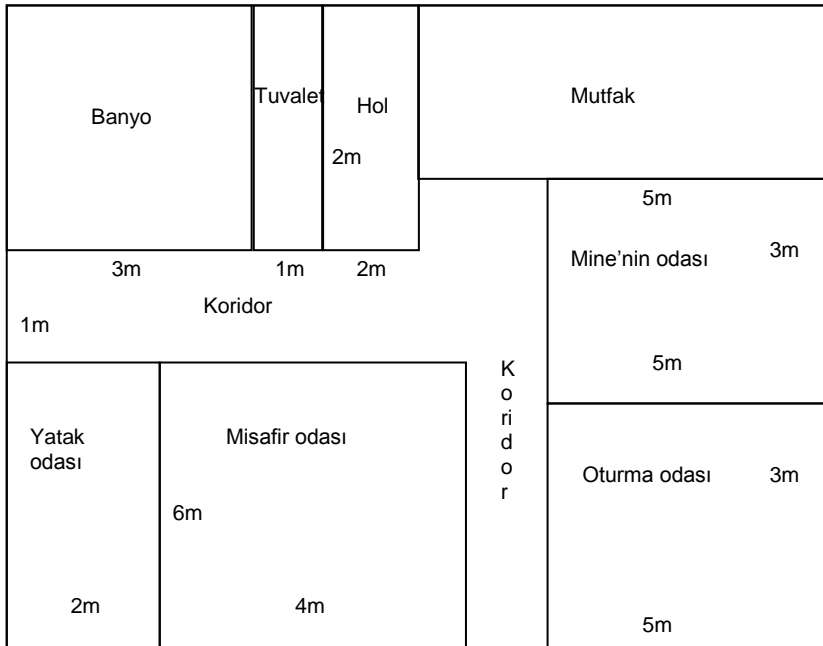 Banyo
Tuvalet
Hol
Mutfak
2m
5m
3m
1m
2m
Mine’nin odası
3m
Koridor
1m
5m
K
o
ri
d
o
r
Yatak
odası
Misafir odası
Oturma odası
3m
6m
2m
4m
5m